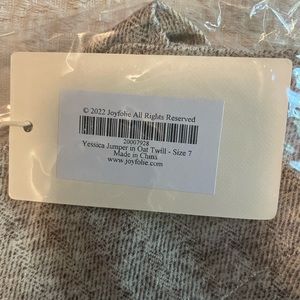 © 2022 Joyfolie All Rights Reserved
20007928
Yessica Jumper in Oat Twill - Size 7
Made in China
www.joyfolie.com